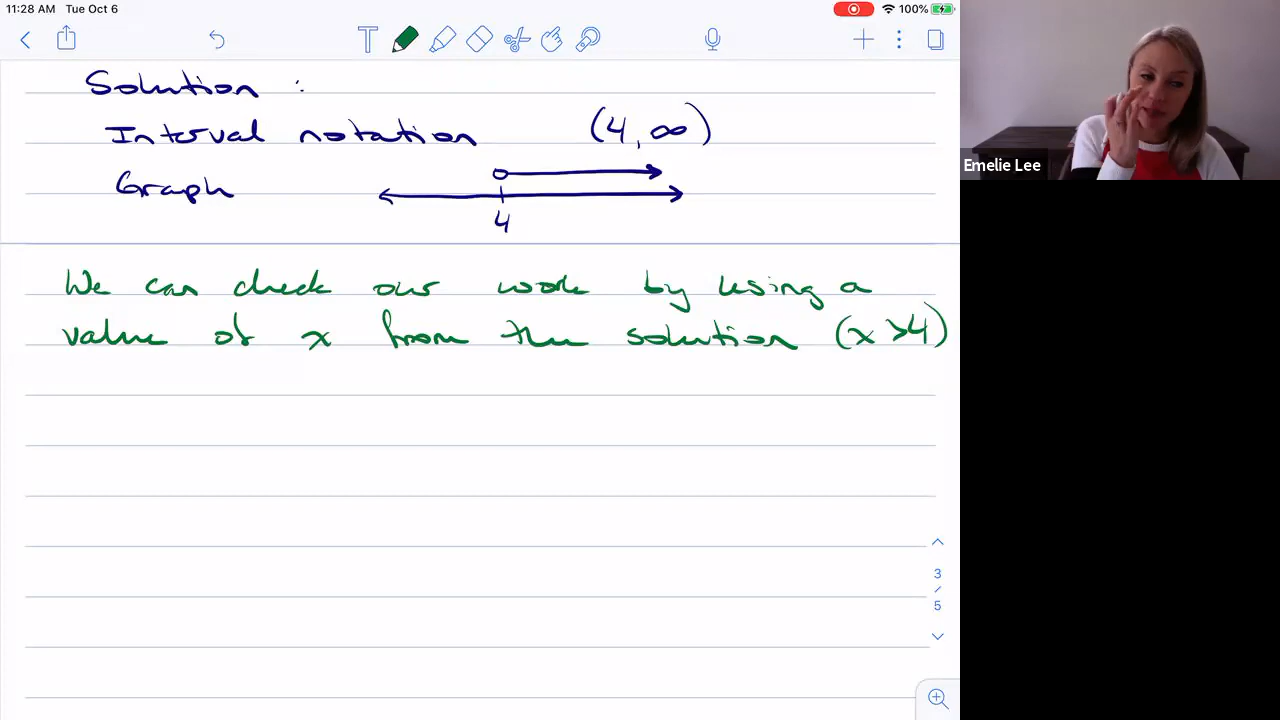 11:28 AM Tue Oct 6
100%
Solution :
Interval notation (4, ∞)
Graph
4
We can check our work by using a
value of x from the solution (x >4)
Emelie Lee
T
3
/
5